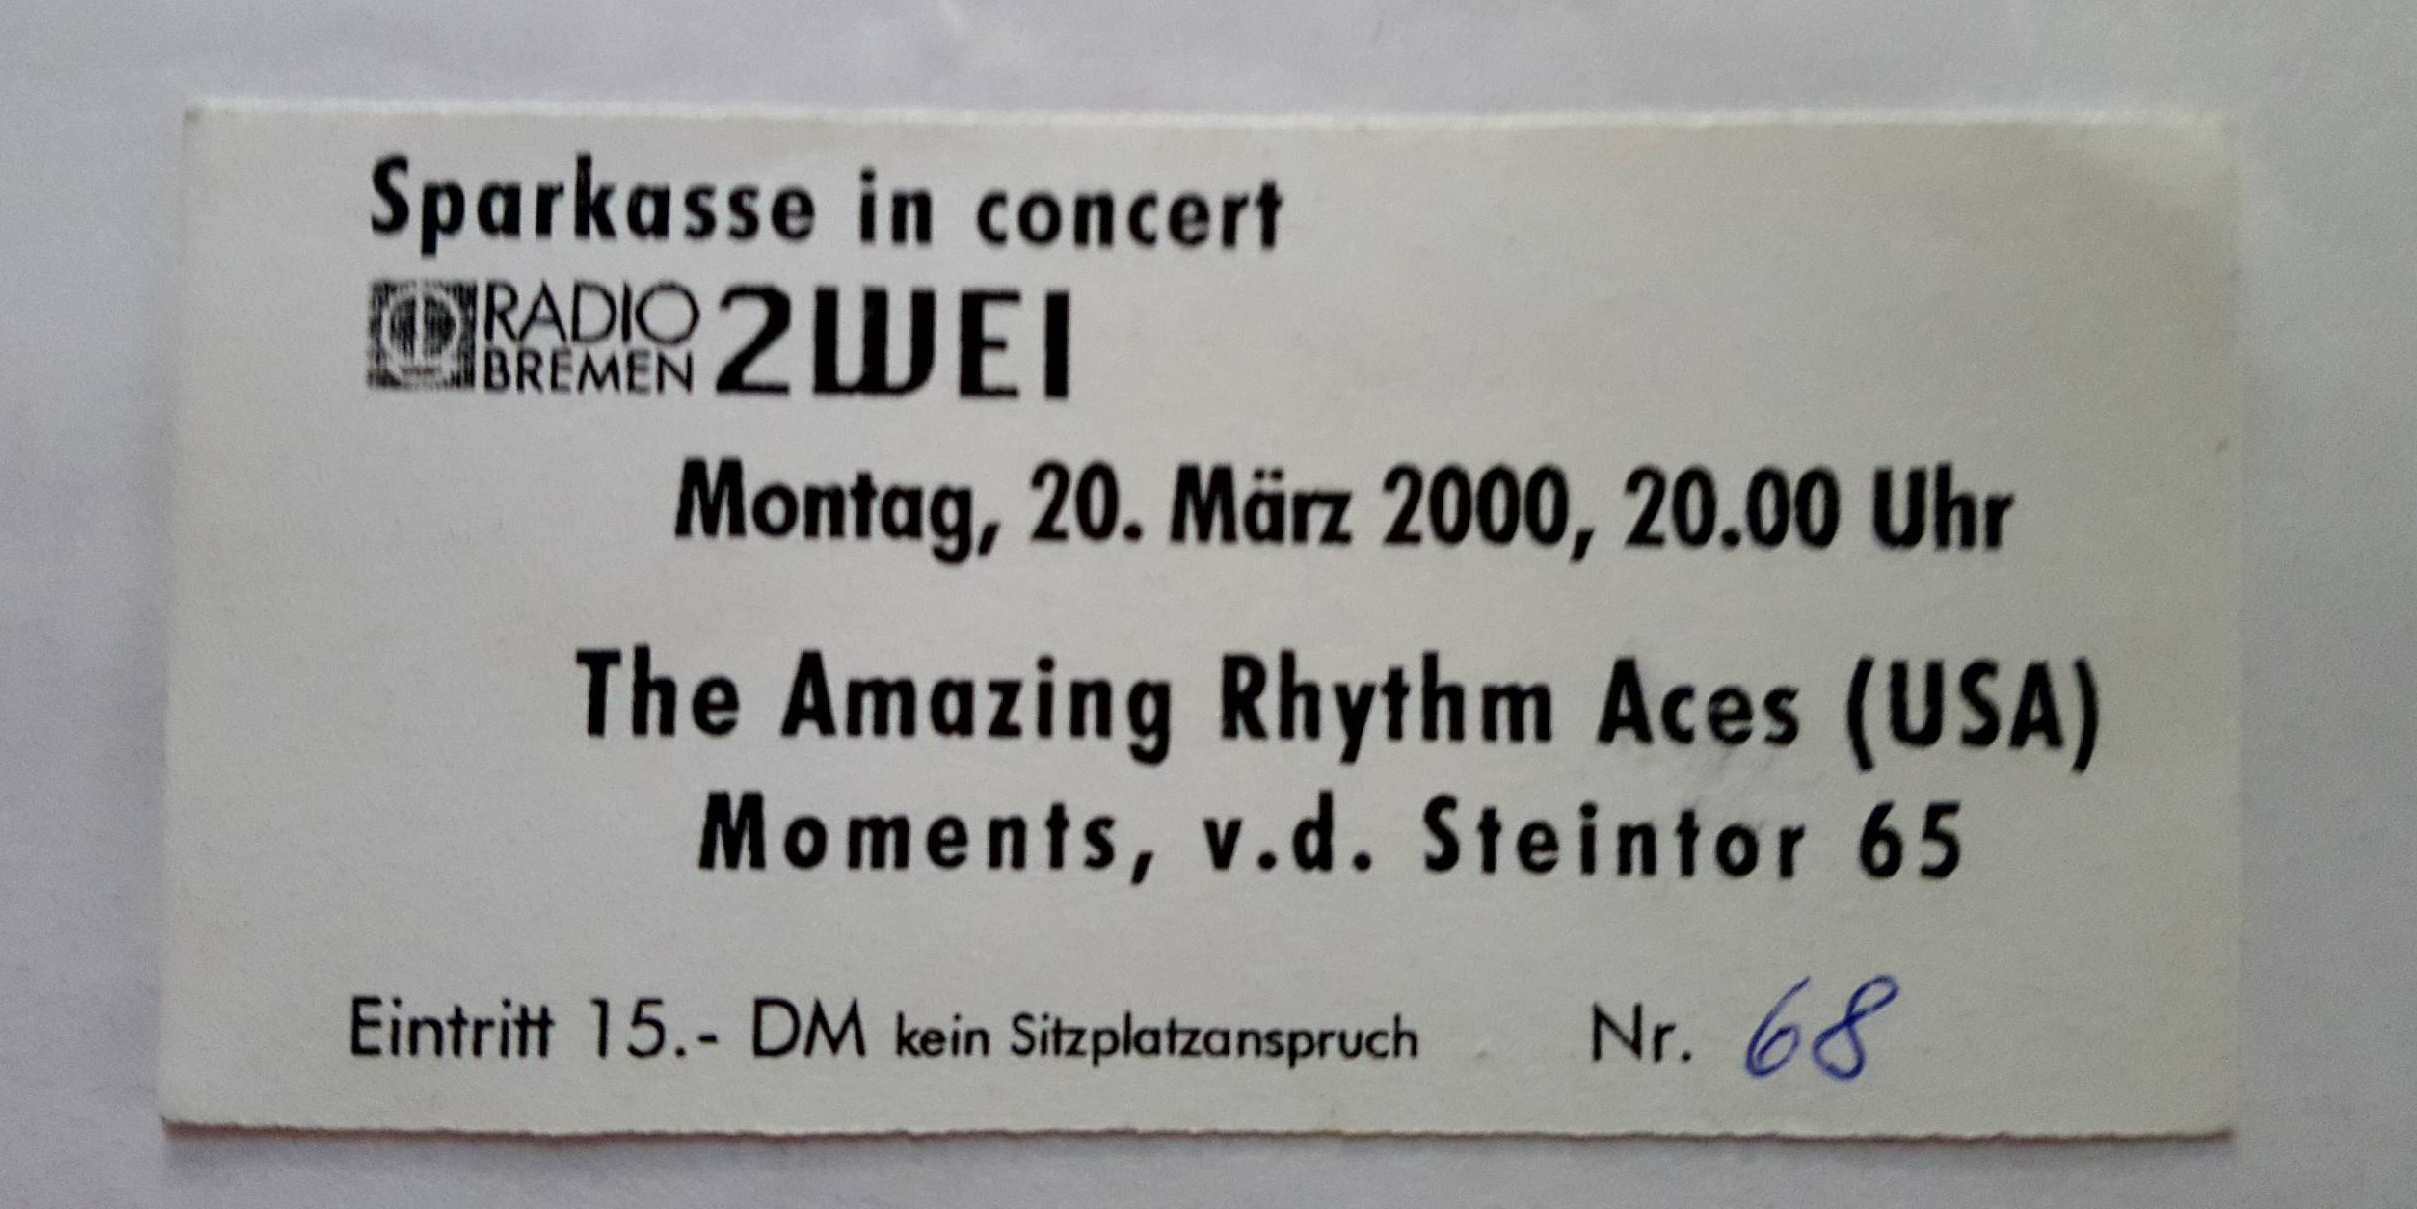 Sparkasse in concert
RADIO
BREMEN 2WEI
Montag, 20. März 2000, 20.00 Uhr
The Amazing Rhythm Aces (USA)
Moments, v.d. Steintor 65
Eintritt 15.- DM kein Sitzplatzanspruch Nr. 68